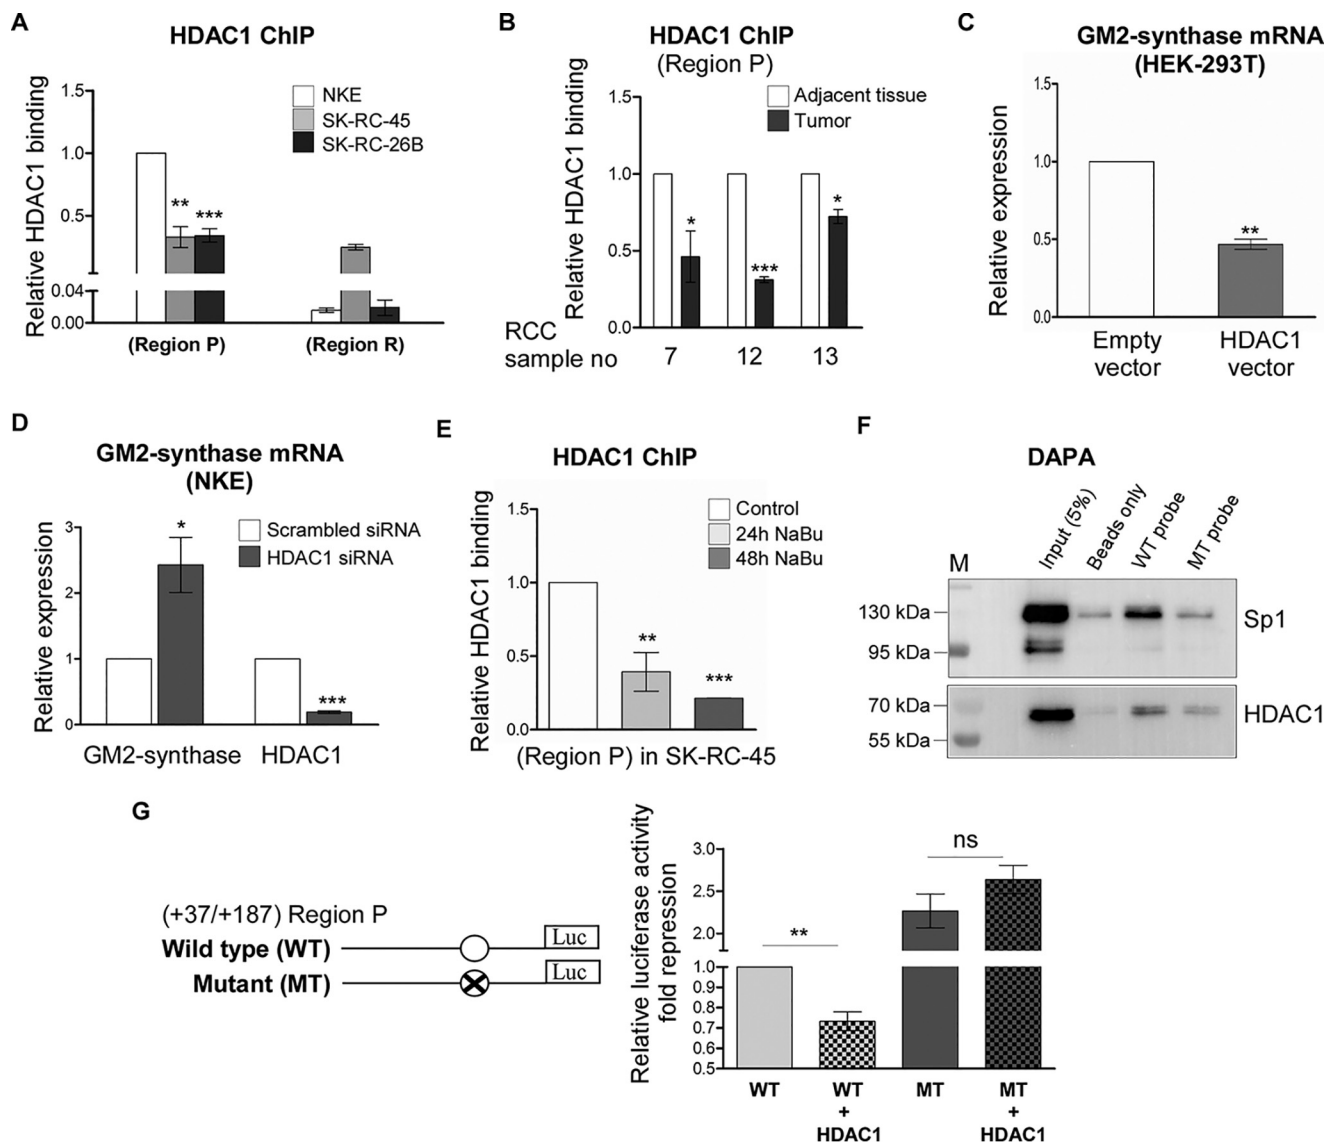 A
HDAC1 ChIP
Relative HDAC1 binding
1.5
1.0
0.5
0.04
0.00
NKE
SK-RC-45
SK-RC-26B
**
***
(Region P)
(Region R)
B
HDAC1 ChIP
(Region P)
Relative HDAC1 binding
1.5
1.0
0.5
0.0
Adjacent tissue
Tumor
*
***
*
RCC
sample no
7
12
13
C
GM2-synthase mRNA
(HEK-293T)
Relative expression
1.5
1.0
0.5
0.0
**
Empty
vector
HDAC1
vector
D
GM2-synthase mRNA
(NKE)
Relative expression
3
2
1
0
Scrambled siRNA
HDAC1 siRNA
*
***
GM2-synthase
HDAC1
E
HDAC1 ChIP
Relative HDAC1 binding
1.5
1.0
0.5
0.0
Control
24h NaBu
48h NaBu
**
***
(Region P) in SK-RC-45
F
DAPA
M
Input (5%)
Beads only
WT probe
MT probe
130 kDa
95 kDa
Sp1
70 kDa
55 kDa
HDAC1
G
(+37/+187) Region P
Wild type (WT)
Luc
Mutant (MT)
Luc
Relative luciferase activity
fold repression
3.0
2.5
2.0
1.0
0.9
0.8
0.7
0.6
0.5
**
ns
WT
WT
+
HDAC1
MT
MT
+
HDAC1